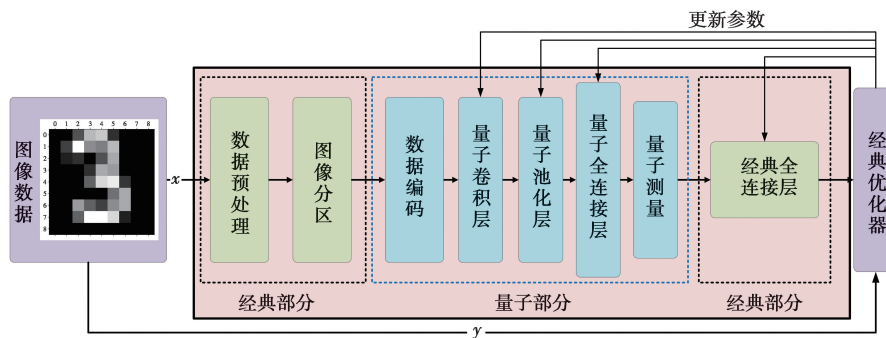 更新参数
图像数据
0 1 2 3 4 5 6 7 8
0
1
2
3
4
5
6
7
8
x
数据预处理
图像分区
数据编码
量子卷积层
量子池化层
量子全连接层
量子测量
经典全
连接层
经典优化器
经典部分
量子部分
经典部分
y